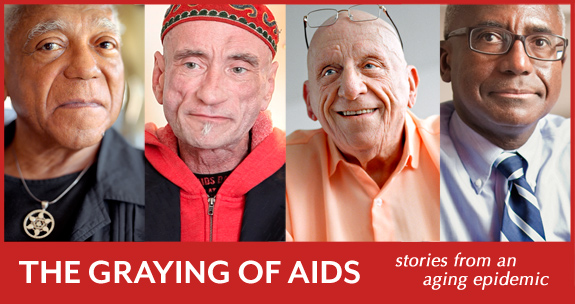 THE GRAYING OF AIDS
stories from an
aging epidemic